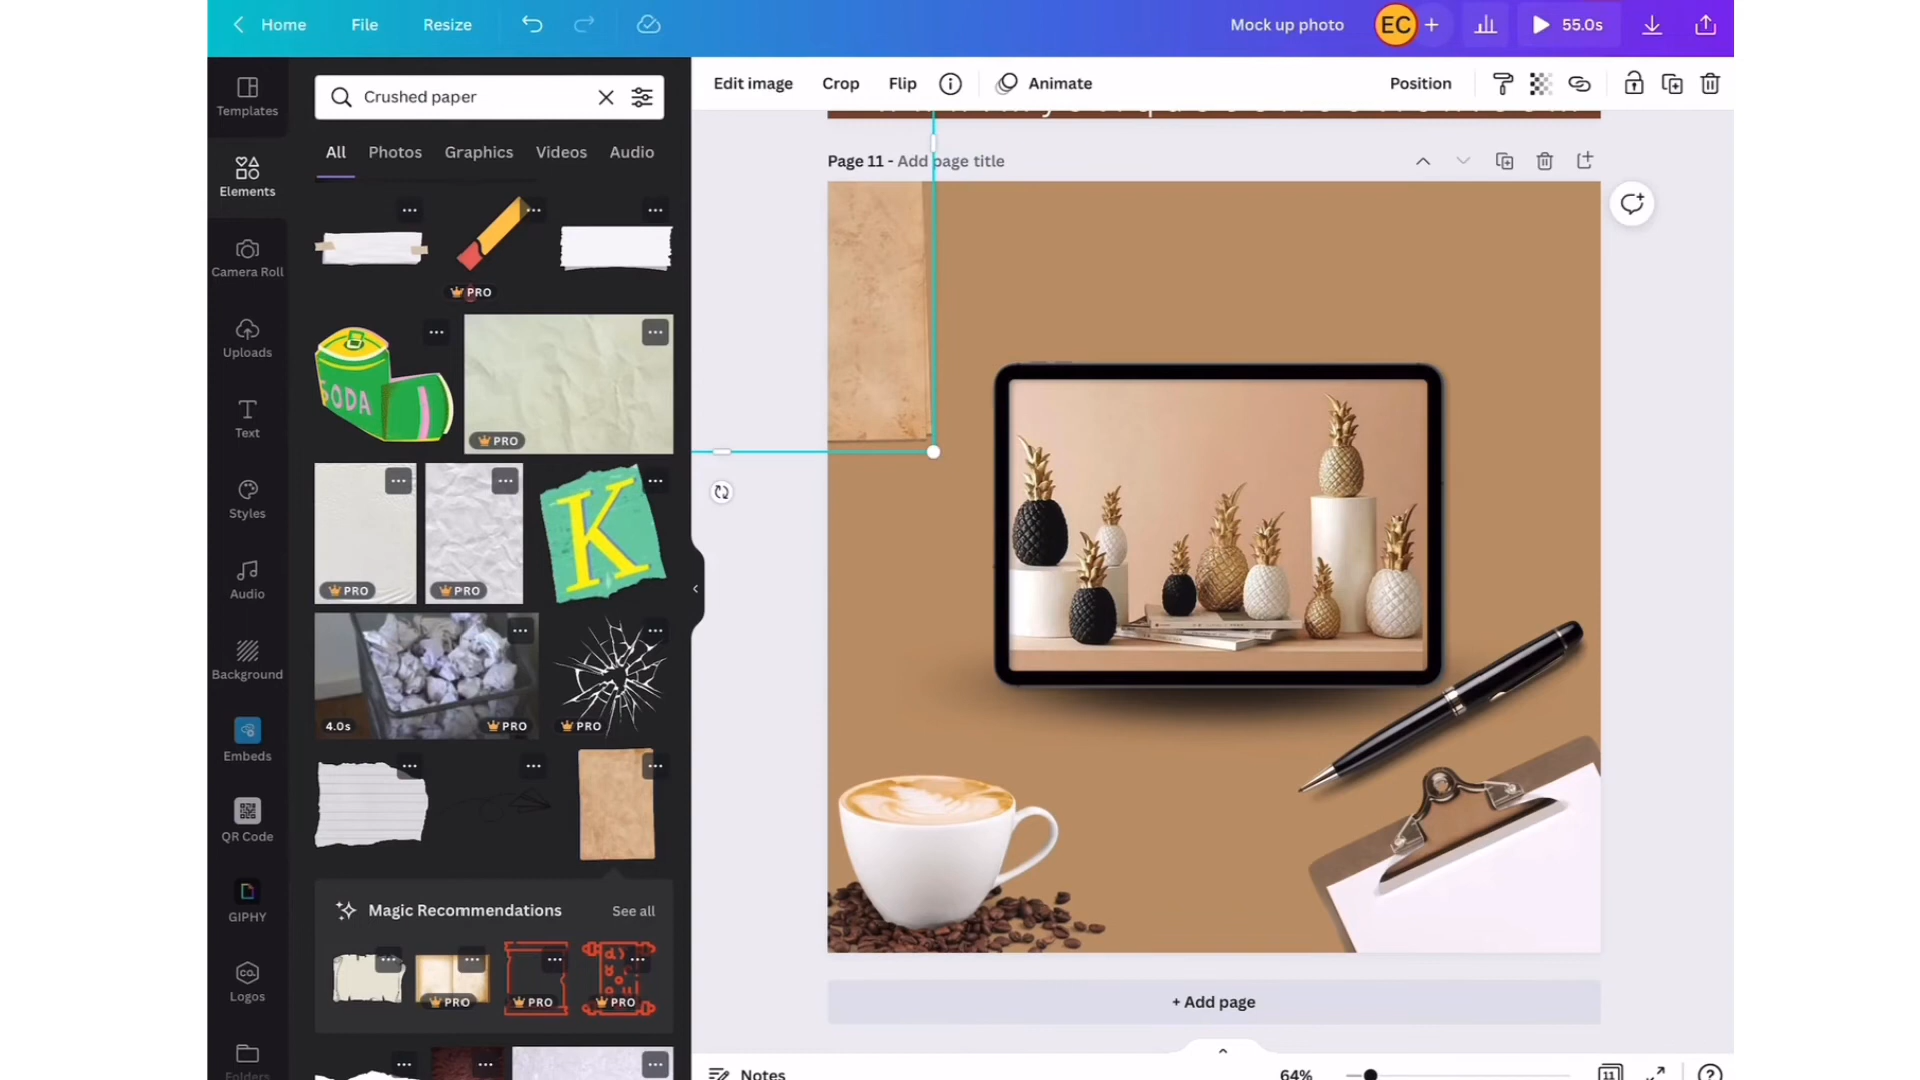 Home File Resize Mock up photo EC + 55.0s
Templates
Elements
Camera Roll
Uploads
Text
Styles
Audio
Background
Embeds
QR Code
GIPHY
CO.
Logos
Folders
Crushed paper
All Photos Graphics Videos Audio
PRO
SODA
PRO
PRO PRO
K
4.0s PRO PRO
Magic Recommendations See all
PRO PRO PRO
Edit image Crop Flip Animate Position
Page 11 - Add page title
+ Add page
Notes 64% 11